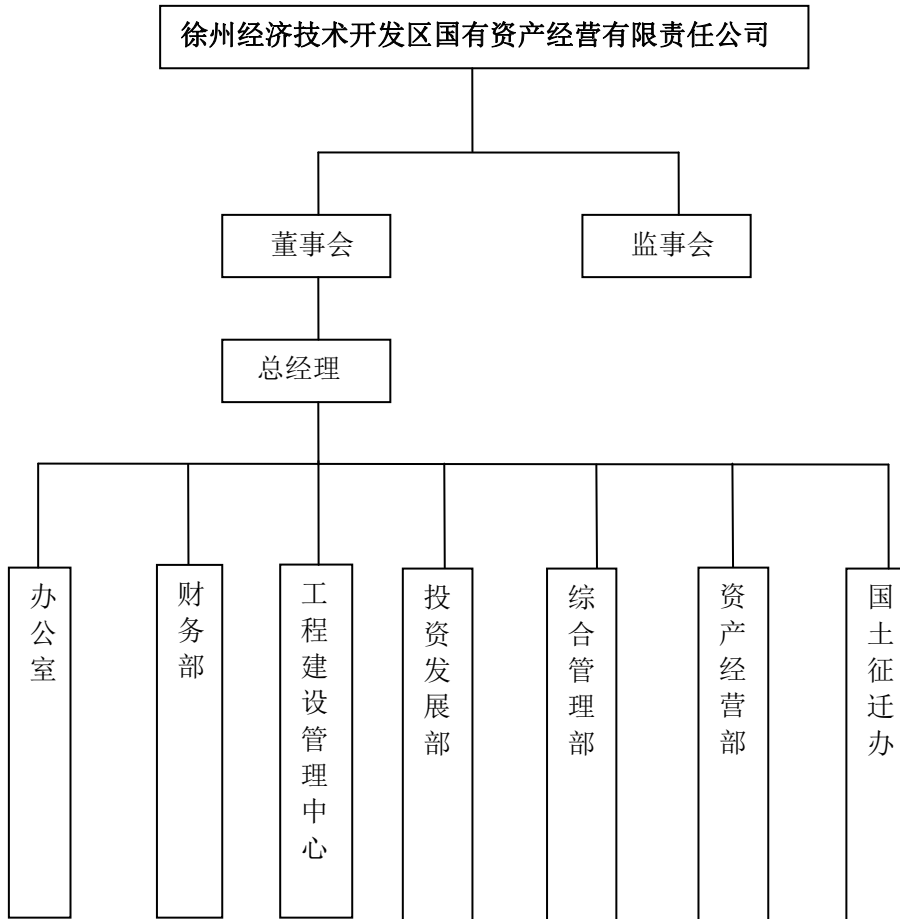 徐州经济技术开发区国有资产经营有限责任公司
董事会
监事会
总经理
办公室
财务部
工程建设管理中心
投资发展部
综合管理部
资产经营部
国土征迁办